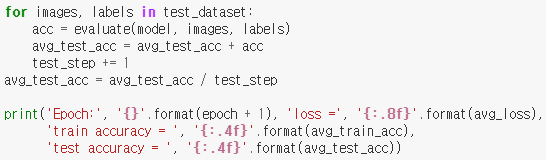 for images, labels in test_dataset:
    acc = evaluate(model, images, labels)
    avg_test_acc = avg_test_acc + acc
    test_step += 1
avg_test_acc = avg_test_acc / test_step

print('Epoch:', '{}'.format(epoch + 1), 'loss =', '{:.8f}'.format(avg_loss),
      'train accuracy = ', '{:.4f}'.format(avg_train_acc),
      'test accuracy = ', '{:.4f}'.format(avg_test_acc))